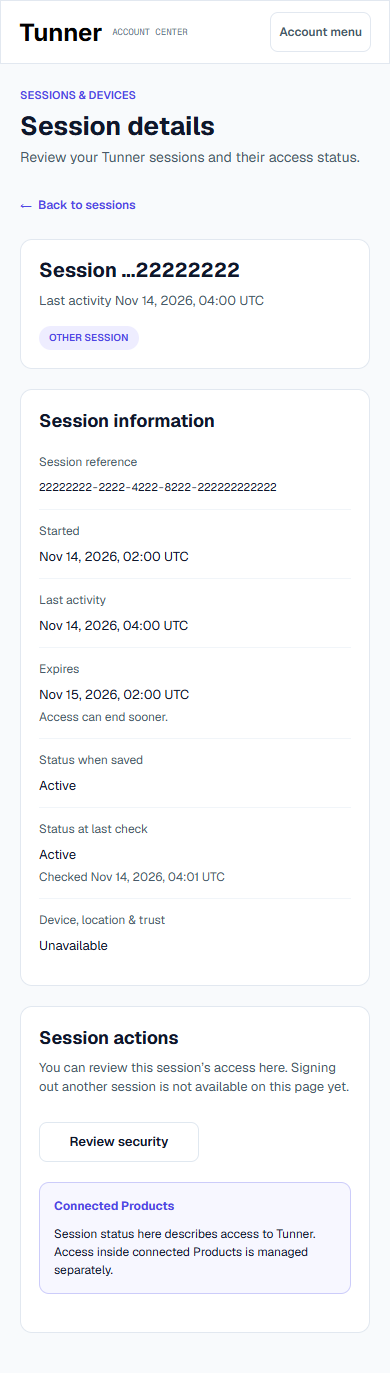 Tunner ACCOUNT CENTER
Account menu
SESSIONS & DEVICES
Session details
Review your Tunner sessions and their access status.
← Back to sessions
Session …22222222
Last activity Nov 14, 2026, 04:00 UTC
OTHER SESSION
Session information
Session reference
22222222-2222-4222-8222-222222222222
Started
Nov 14, 2026, 02:00 UTC
Last activity
Nov 14, 2026, 04:00 UTC
Expires
Nov 15, 2026, 02:00 UTC
Access can end sooner.
Status when saved
Active
Status at last check
Active
Checked Nov 14, 2026, 04:01 UTC
Device, location & trust
Unavailable
Session actions
You can review this session’s access here. Signing
out another session is not available on this page yet.
Review security
Connected Products
Session status here describes access to Tunner.
Access inside connected Products is managed
separately.